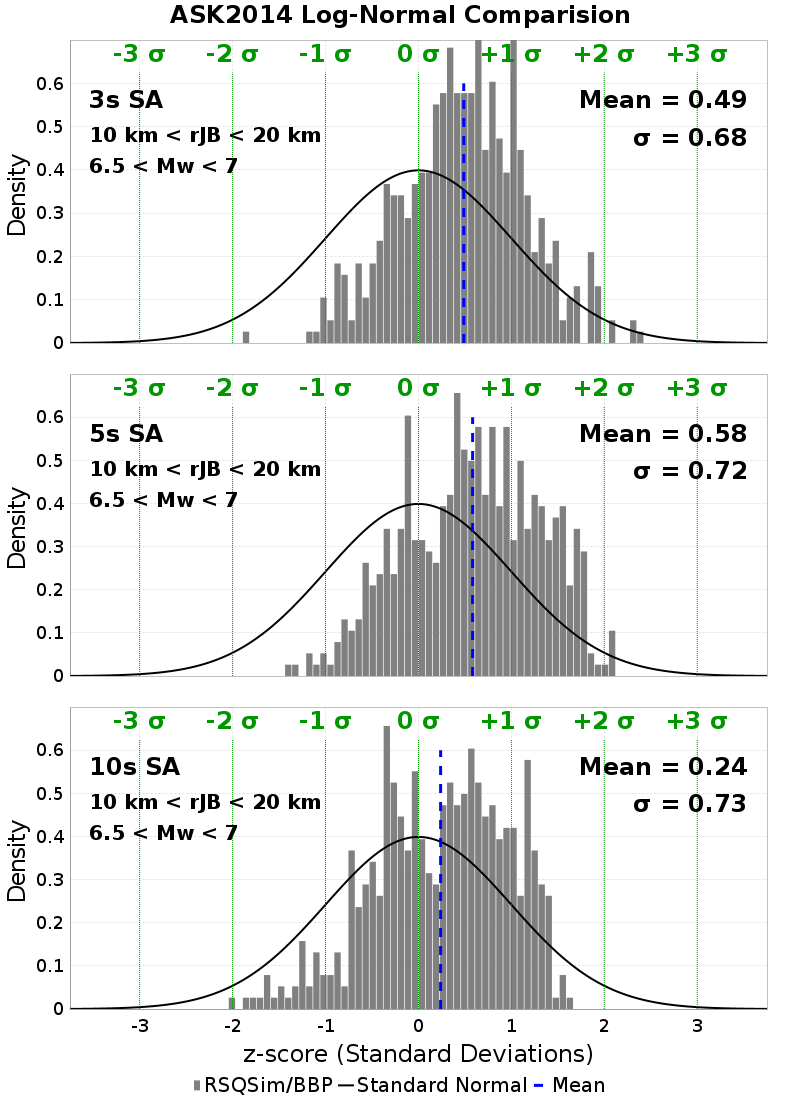 ASK2014 Log-Normal Comparision
-3 σ -2 σ -1 σ 0 σ +1 σ +2 σ +3 σ
3s SA
10 km < rJB < 20 km
6.5 < Mw < 7
Mean = 0.49
σ = 0.68
0.6
0.5
0.4
0.3
0.2
0.1
0
Density
-3 σ -2 σ -1 σ 0 σ +1 σ +2 σ +3 σ
5s SA
10 km < rJB < 20 km
6.5 < Mw < 7
Mean = 0.58
σ = 0.72
0.6
0.5
0.4
0.3
0.2
0.1
0
Density
-3 σ -2 σ -1 σ 0 σ +1 σ +2 σ +3 σ
10s SA
10 km < rJB < 20 km
6.5 < Mw < 7
Mean = 0.24
σ = 0.73
0.6
0.5
0.4
0.3
0.2
0.1
0
Density
-3 -2 -1 0 1 2 3
z-score (Standard Deviations)
RSQSim/BBP Standard Normal Mean